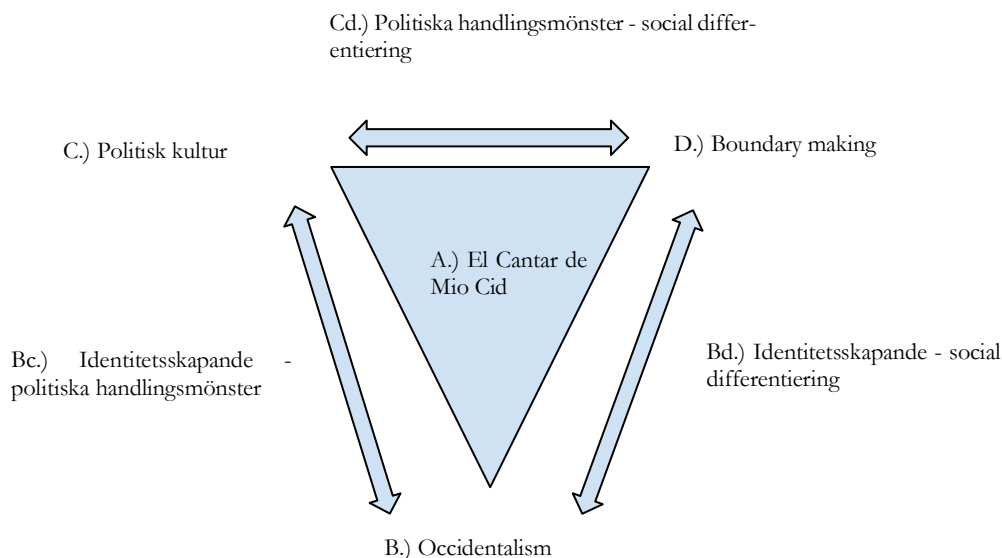 Cd.) Politiska handlingsmönster - social differ-
entiering
C.) Politisk kultur
D.) Boundary making
A.) El Cantar de
Mio Cid
Bc.) Identitetsskapande -
politiska handlingsmönster
Bd.) Identitetsskapande - social
differentiering
B.) Occidentalism